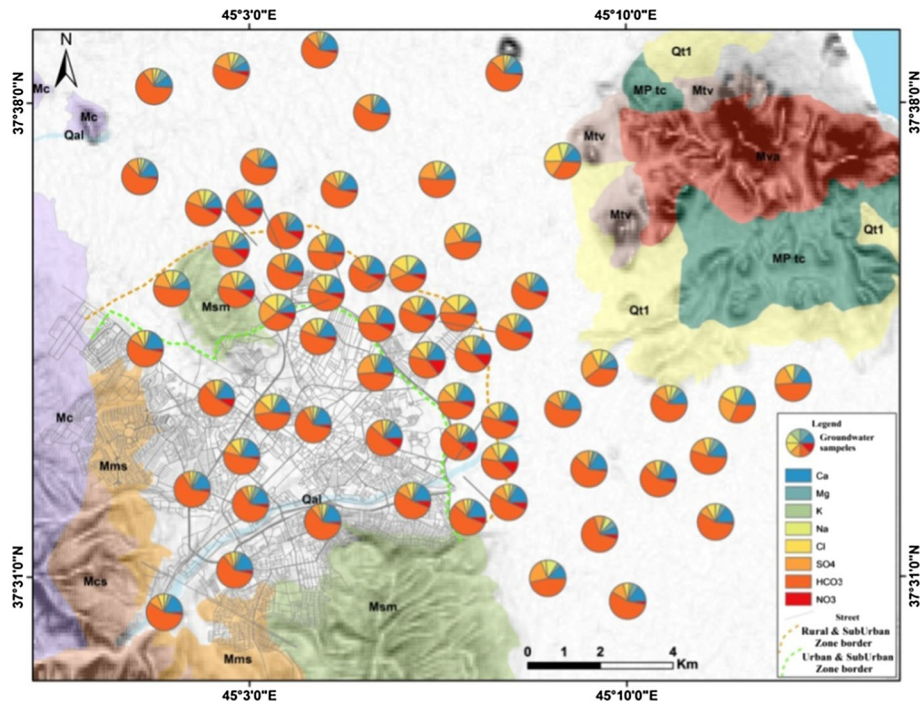 45°3'0"E
45°10'0"E
N
37°38'0"N
37°38'0"N
Qt1
Mc
MP tc
Mtv
Mc
Qal
Mtv
Mva
Mtv
Qt1
MP tc
Msm
Qt1
Mc
Mms
Qal
Mcs
Msm
Mms
37°31'0"N
37°31'0"N
Legend
Groundwater
sampeles
Ca
Mg
K
Na
Cl
SO4
HCO3
NO3
Street
Rural & SubUrban
Zone border
Urban & SubUrban
Zone border
0 1 2 4
Km
45°3'0"E
45°10'0"E